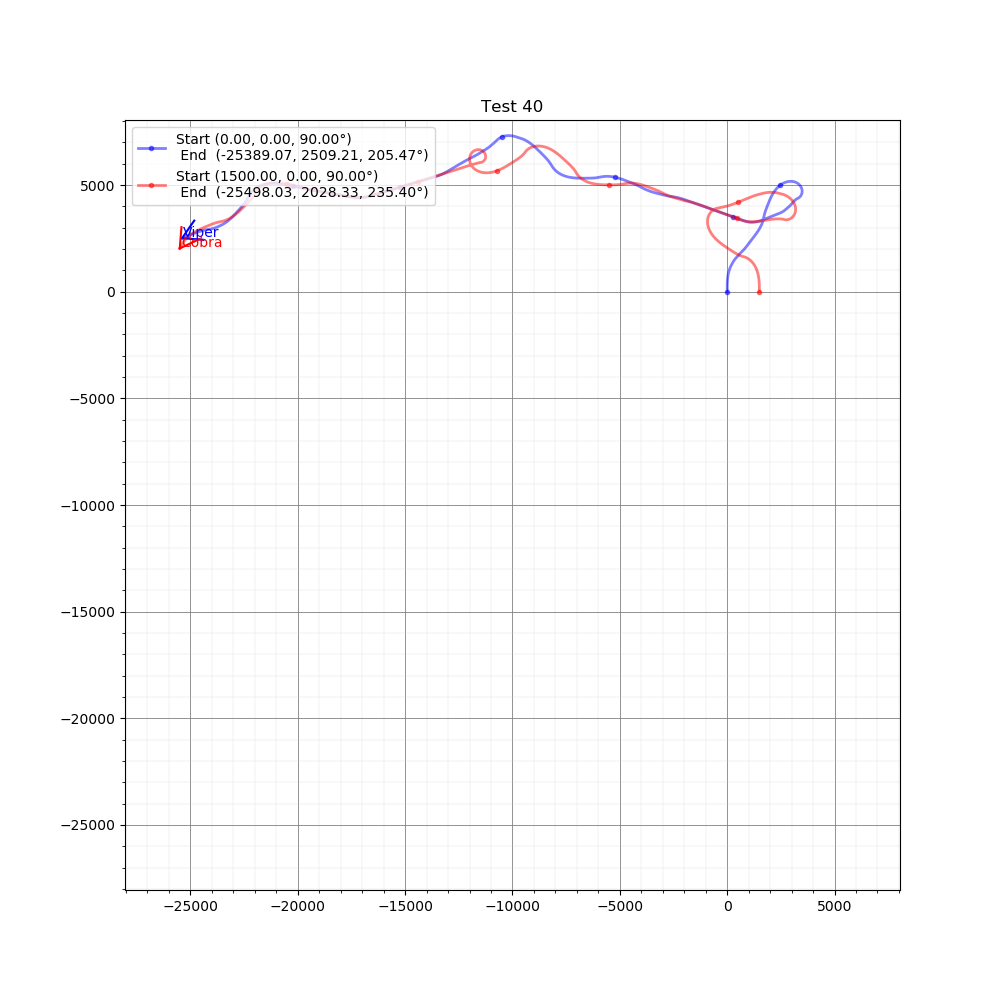 Test 40
Start (0.00, 0.00, 90.00°)
End  (-25389.07, 2509.21, 205.47°)
Start (1500.00, 0.00, 90.00°)
End  (-25498.03, 2028.33, 235.40°)
Viper
Cobra
5000
0
−5000
−10000
−15000
−20000
−25000
−25000 −20000 −15000 −10000 −5000 0 5000